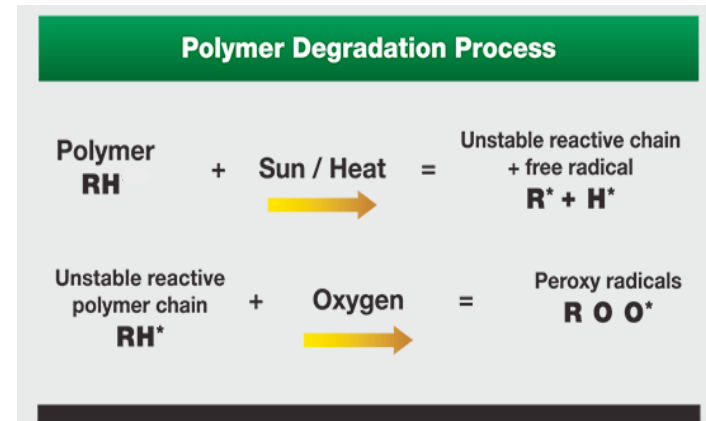 Polymer Degradation Process
Polymer
RH
+
Sun / Heat
=
Unstable reactive chain
+ free radical
R* + H*
Unstable reactive
polymer chain
RH*
+
Oxygen
=
Peroxy radicals
R O O*